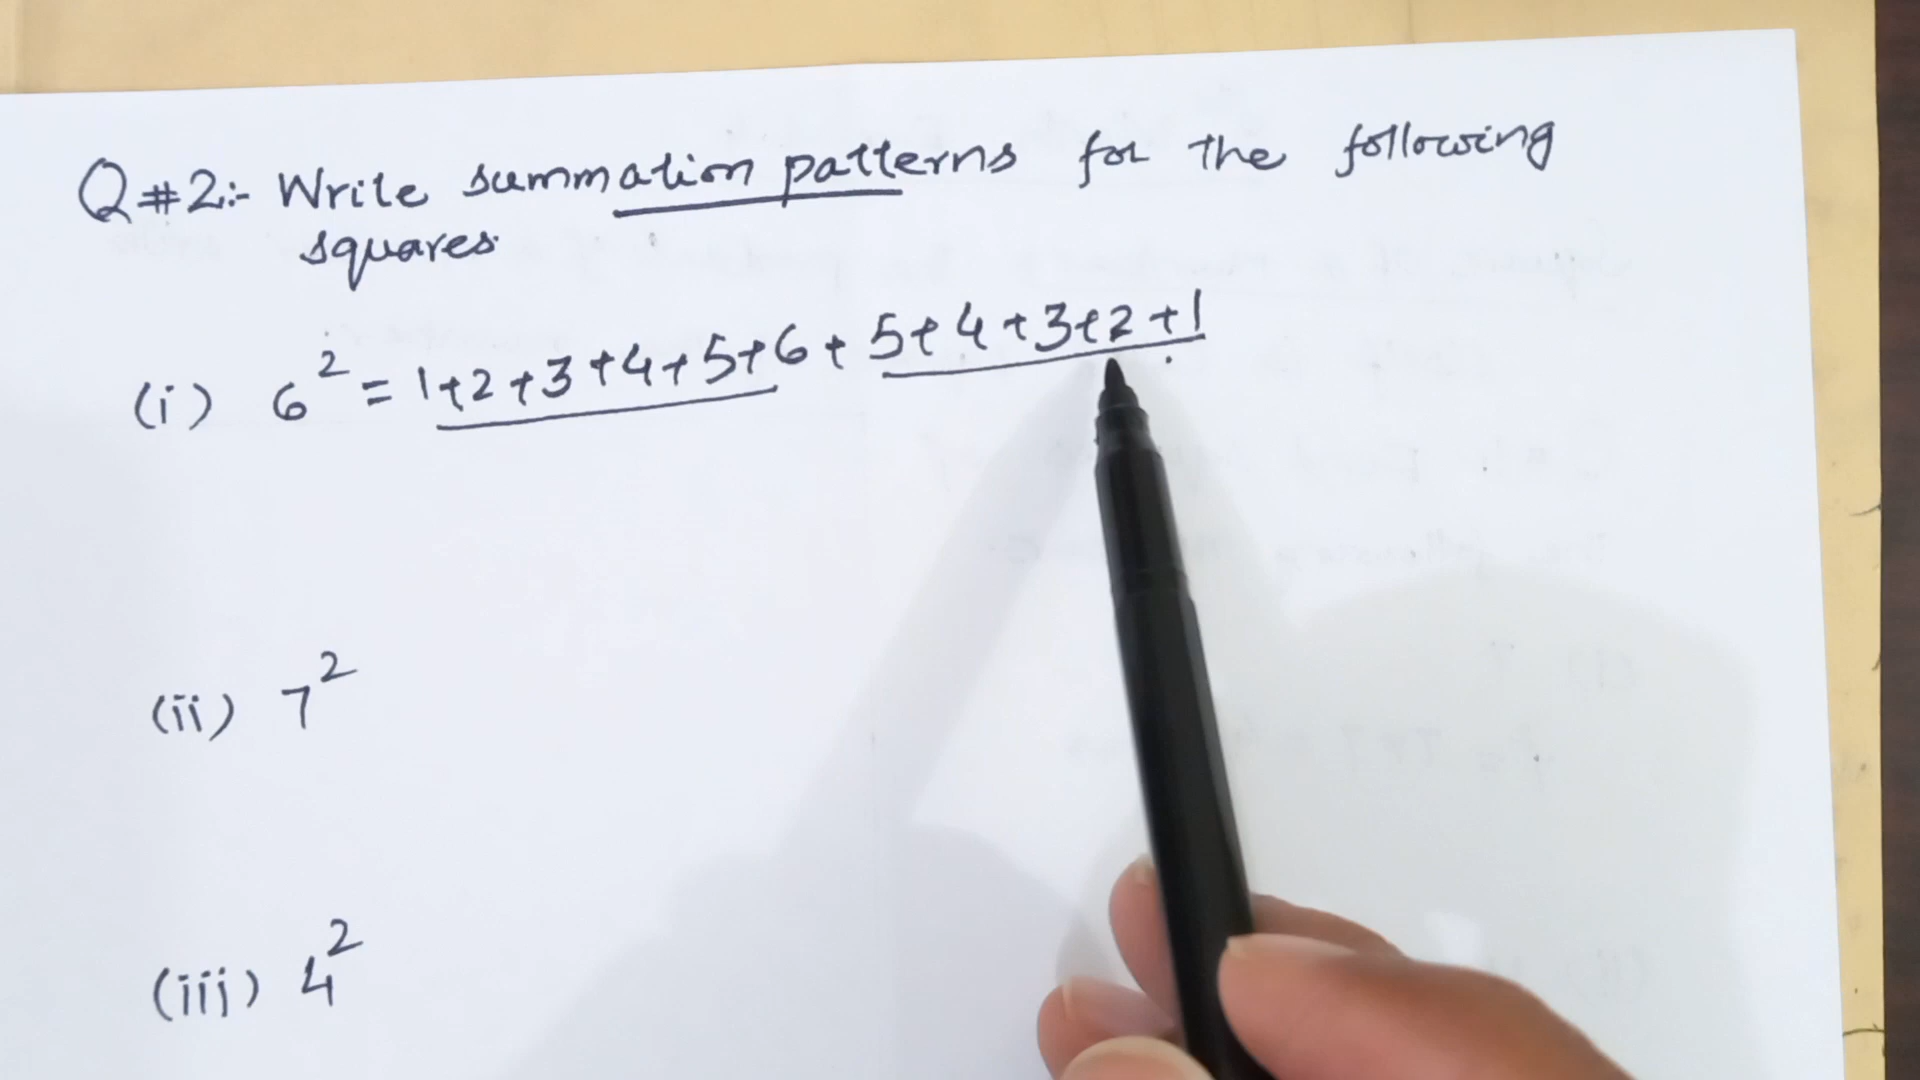 Q#2:- Write summation patterns for the following
squares
(i) 6² = 1+2+3+4+5+6+5+4+3+2+1
(ii) 7²
(iii) 4²